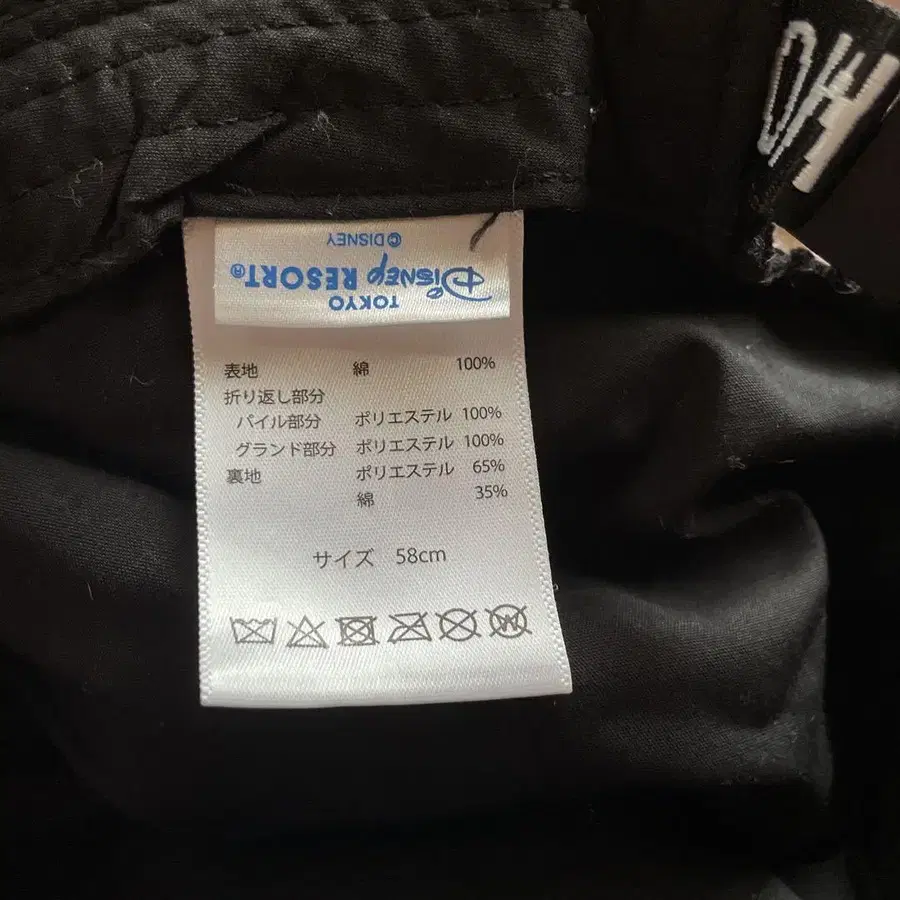 OH
© DISNEY
TOKYO
DISNEY RESORT®
表地 綿 100%
折り返し部分
パイル部分 ポリエステル 100%
グランド部分 ポリエステル 100%
裏地 ポリエステル 65%
綿 35%
サイズ 58cm
W